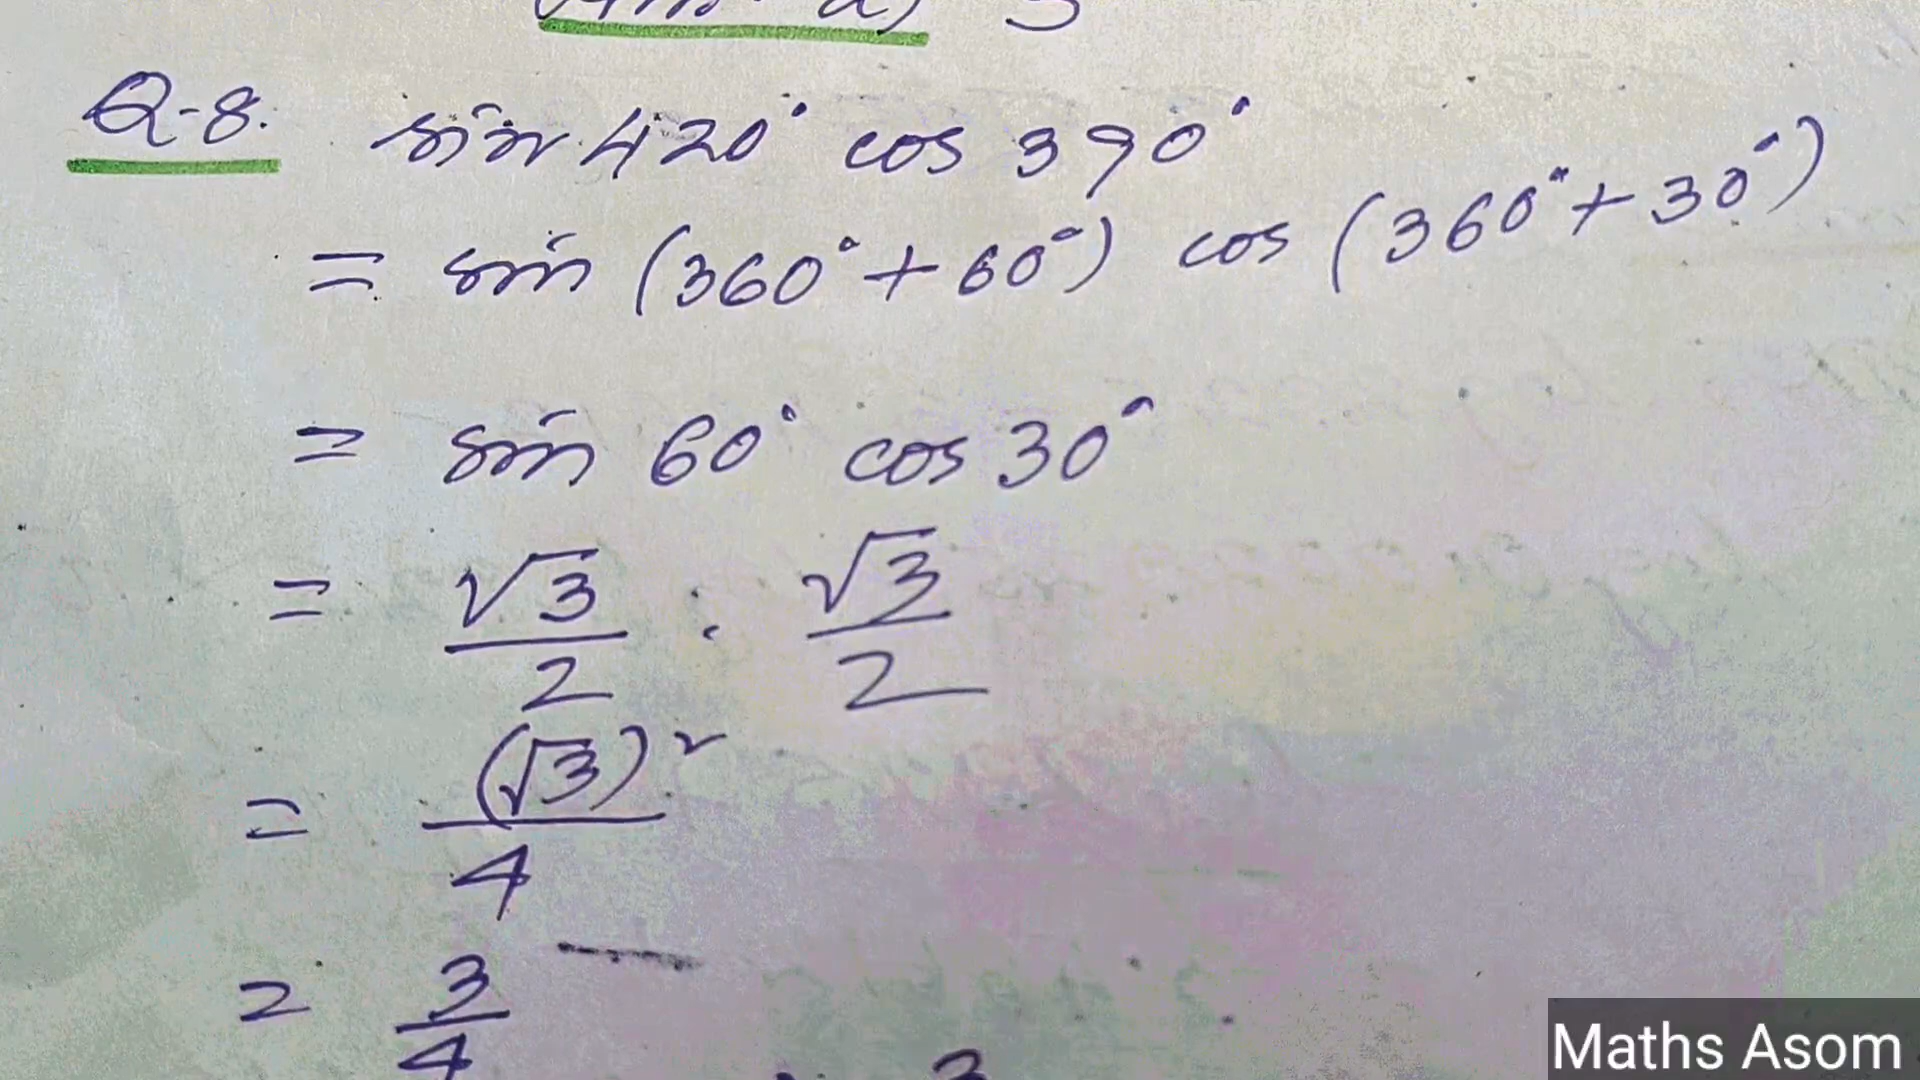 Q-8. sin 420° cos 390°
= sin (360° + 60°) cos (360° + 30°)
= sin 60° cos 30°
= √3/2 . √3/2
= (√3)²/4
= 3/4
Maths Asom